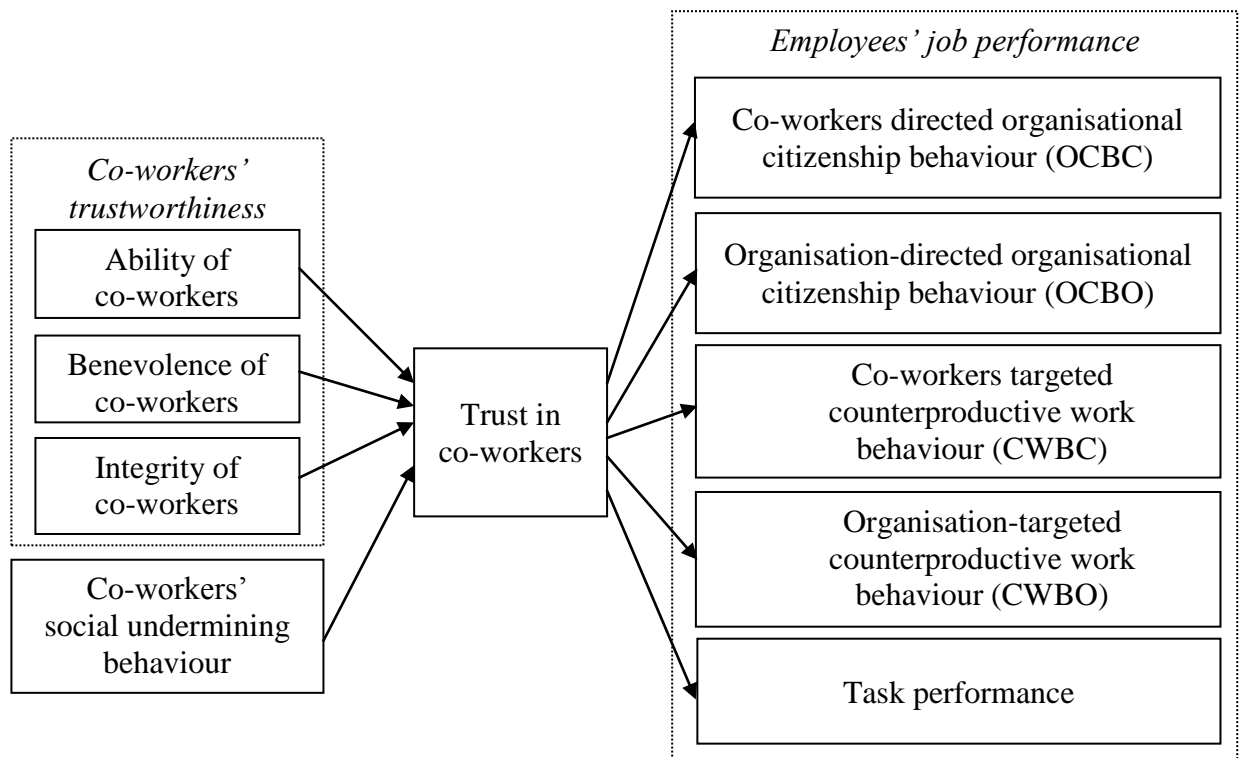 Employees’ job performance
Co-workers directed organisational
citizenship behaviour (OCBC)
Co-workers’
trustworthiness
Ability of
co-workers
Organisation-directed organisational
citizenship behaviour (OCBO)
Benevolence of
co-workers
Trust in
co-workers
Co-workers targeted
counterproductive work
behaviour (CWBC)
Integrity of
co-workers
Organisation-targeted
counterproductive work
behaviour (CWBO)
Co-workers’
social undermining
behaviour
Task performance